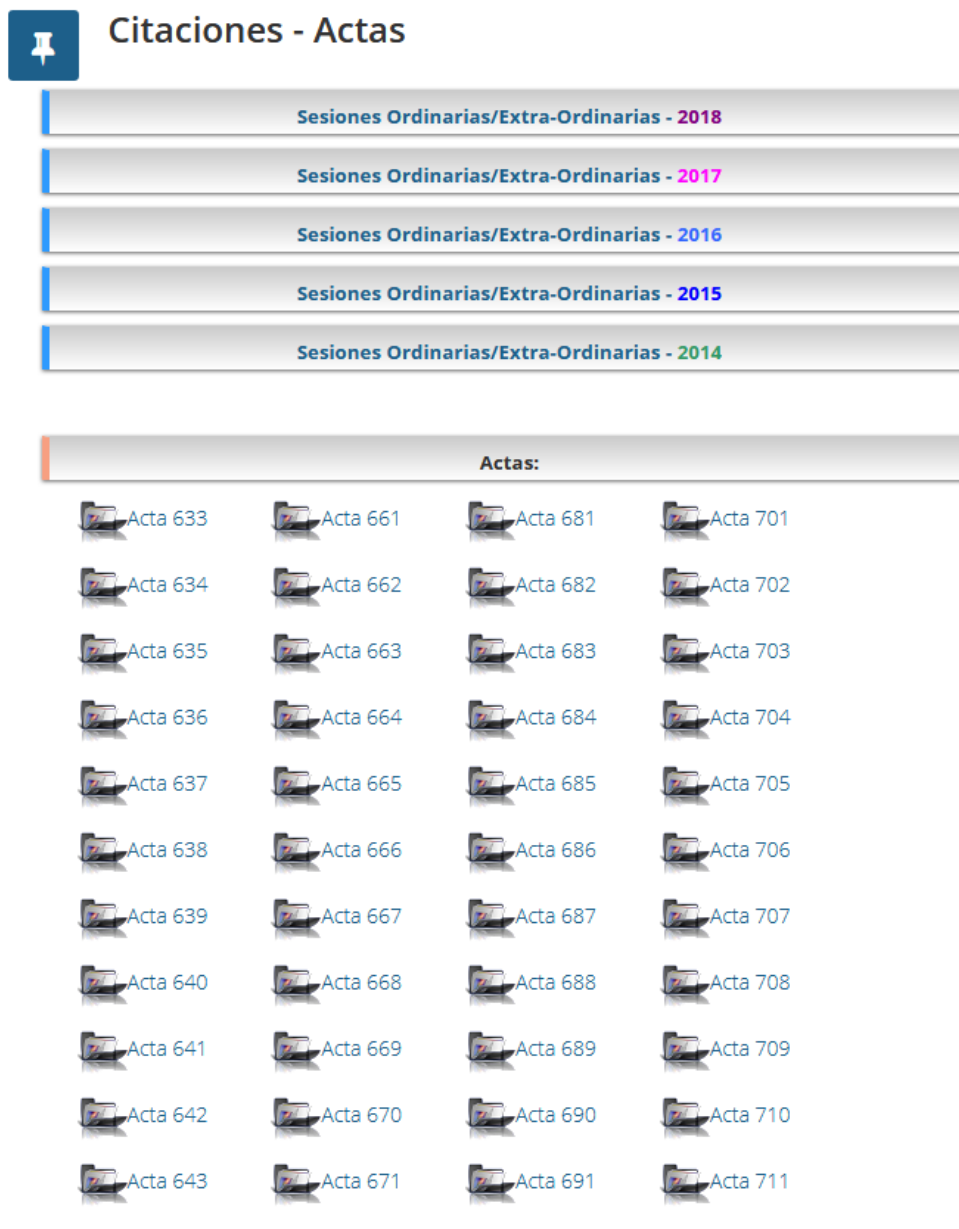 Citaciones - Actas
Sesiones Ordinarias/Extra-Ordinarias - 2018
Sesiones Ordinarias/Extra-Ordinarias - 2017
Sesiones Ordinarias/Extra-Ordinarias - 2016
Sesiones Ordinarias/Extra-Ordinarias - 2015
Sesiones Ordinarias/Extra-Ordinarias - 2014
Actas:
Acta 633 Acta 661 Acta 681 Acta 701
Acta 634 Acta 662 Acta 682 Acta 702
Acta 635 Acta 663 Acta 683 Acta 703
Acta 636 Acta 664 Acta 684 Acta 704
Acta 637 Acta 665 Acta 685 Acta 705
Acta 638 Acta 666 Acta 686 Acta 706
Acta 639 Acta 667 Acta 687 Acta 707
Acta 640 Acta 668 Acta 688 Acta 708
Acta 641 Acta 669 Acta 689 Acta 709
Acta 642 Acta 670 Acta 690 Acta 710
Acta 643 Acta 671 Acta 691 Acta 711